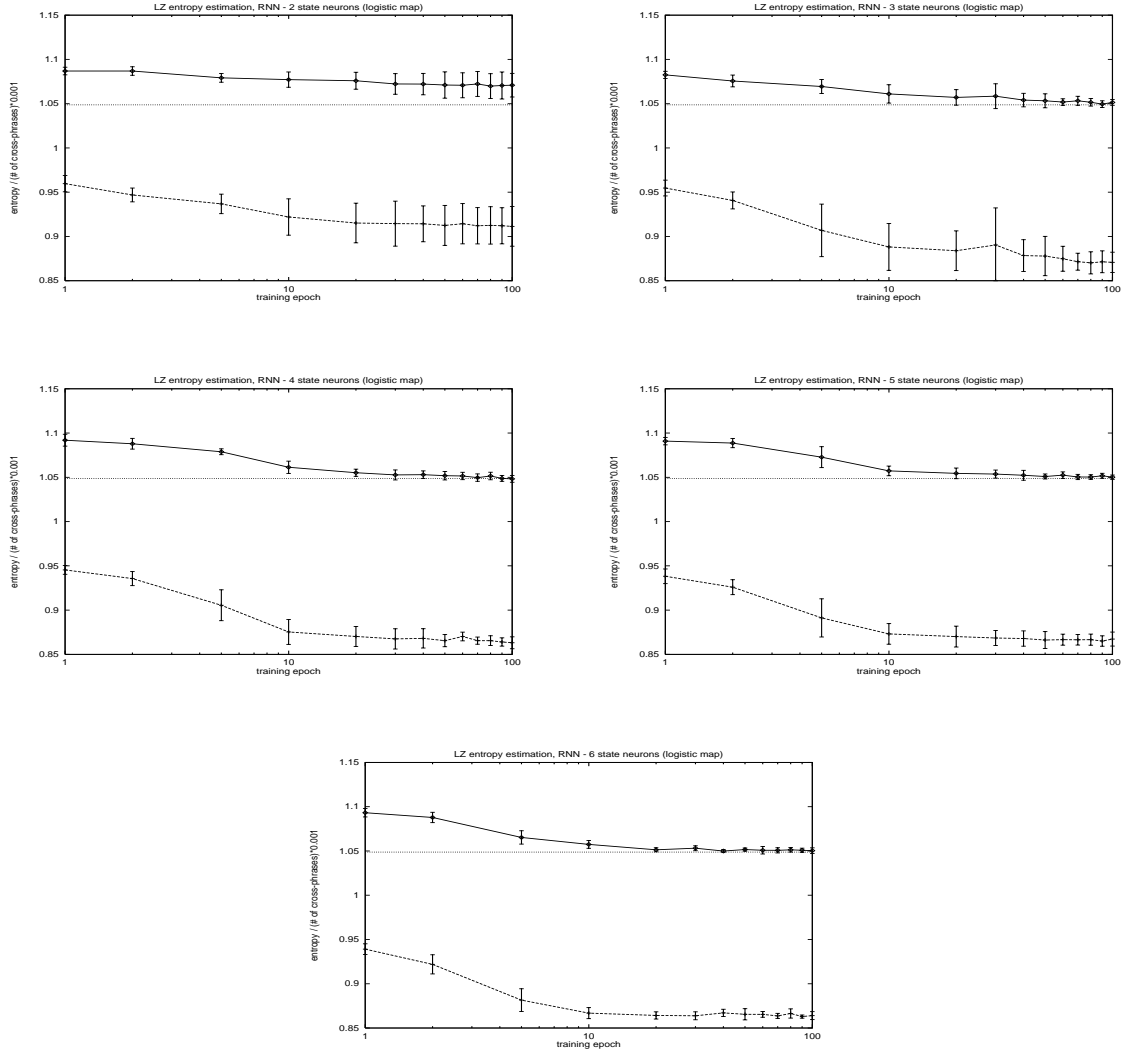 LZ entropy estimation, RNN - 2 state neurons (logistic map)
1.15
1.1
1.05
1
0.95
0.9
0.85
entropy / (# of cross-phrases)*0.001
1 10 100
training epoch
LZ entropy estimation, RNN - 3 state neurons (logistic map)
1.15
1.1
1.05
1
0.95
0.9
0.85
entropy / (# of cross-phrases)*0.001
1 10 100
training epoch
LZ entropy estimation, RNN - 4 state neurons (logistic map)
1.15
1.1
1.05
1
0.95
0.9
0.85
entropy / (# of cross-phrases)*0.001
1 10 100
training epoch
LZ entropy estimation, RNN - 5 state neurons (logistic map)
1.15
1.1
1.05
1
0.95
0.9
0.85
entropy / (# of cross-phrases)*0.001
1 10 100
training epoch
LZ entropy estimation, RNN - 6 state neurons (logistic map)
1.15
1.1
1.05
1
0.95
0.9
0.85
entropy / (# of cross-phrases)*0.001
1 10 100
training epoch